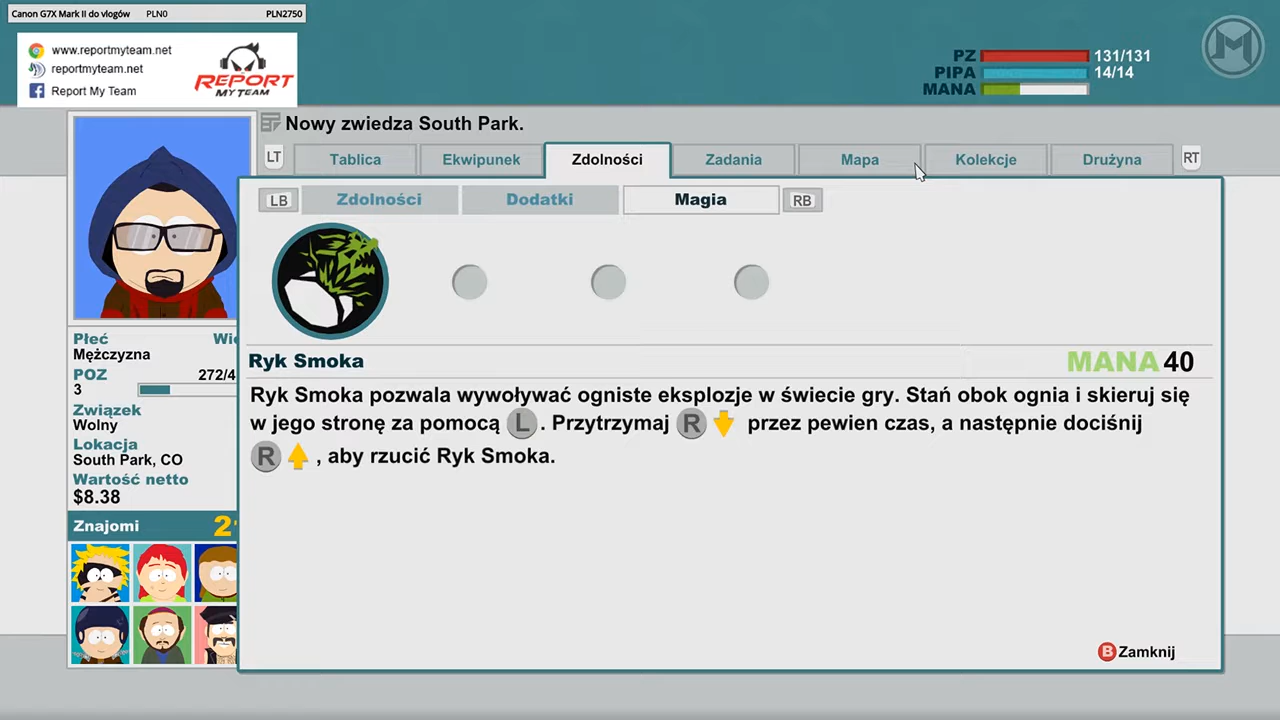 Canon G7X Mark II do vlogów PLN0 PLN2750
www.reportmyteam.net
reportmyteam.net
Report My Team
REPORT
MY TEAM
PZ 131/131
PIPA 14/14
MANA
M
Nowy zwiedza South Park.
LT Tablica Ekwipunek Zdolności Zadania Mapa Kolekcje Drużyna RT
LB Zdolności Dodatki Magia RB
Ryk Smoka MANA 40
Ryk Smoka pozwala wywoływać ogniste eksplozje w świecie gry. Stań obok ognia i skieruj się
w jego stronę za pomocą L . Przytrzymaj R przez pewien czas, a następnie dociśnij
R , aby rzucić Ryk Smoka.
B Zamknij
Płeć
Mężczyzna
POZ 272/4
3
Związek
Wolny
Lokacja
South Park, CO
Wartość netto
$8.38
Znajomi